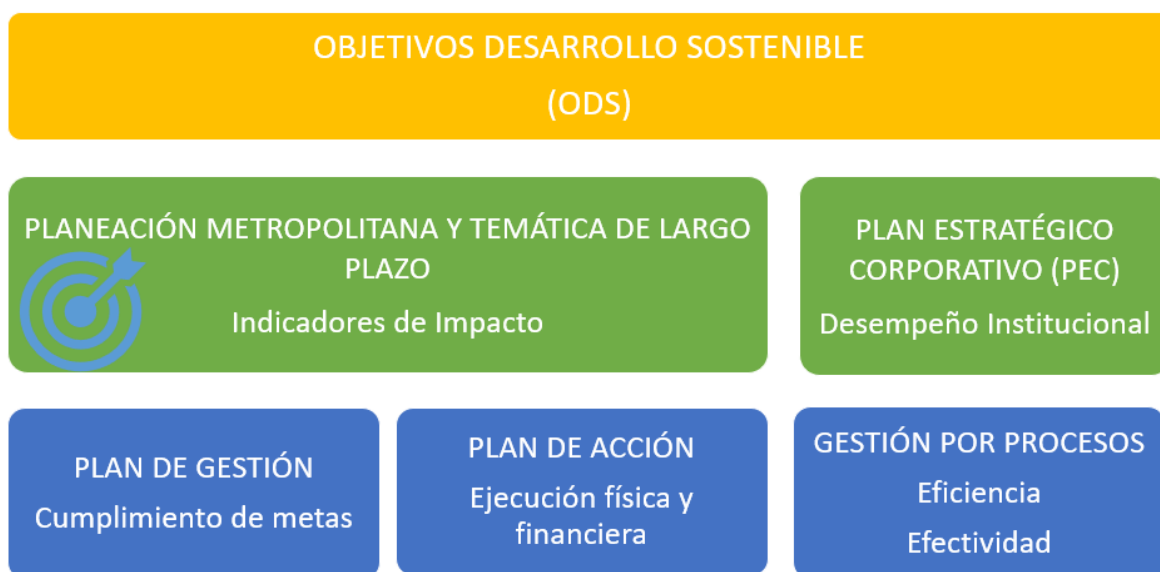 OBJETIVOS DESARROLLO SOSTENIBLE
(ODS)
PLANEACIÓN METROPOLITANA Y TEMÁTICA DE LARGO
PLAZO
Indicadores de Impacto
PLAN ESTRATÉGICO
CORPORATIVO (PEC)
Desempeño Institucional
PLAN DE GESTIÓN
Cumplimiento de metas
PLAN DE ACCIÓN
Ejecución física y
financiera
GESTIÓN POR PROCESOS
Eficiencia
Efectividad